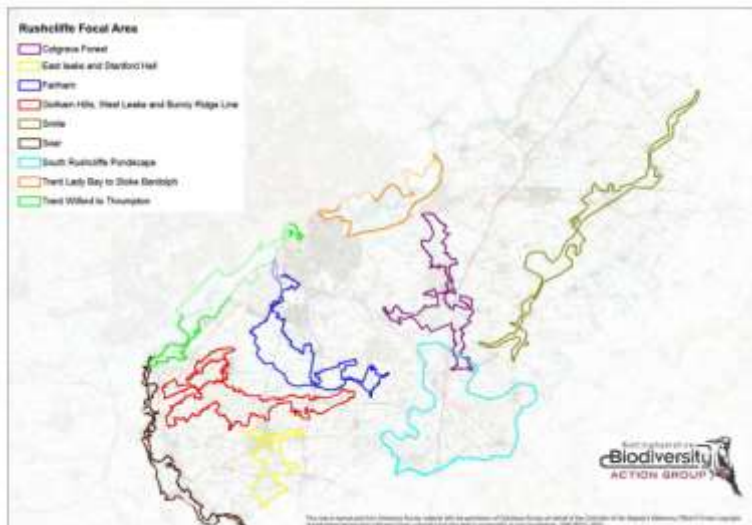 Rushcliffe Focal Area
Cotgrave Forest
East leake and Stanford Hall
Fairham
Gotham Hills, West Leake and Bunny Ridge Line
Smite
Soar
South Rushcliffe Pondscape
Trent Lady Bay to Stoke Bardolph
Trent Wilford to Thrumpton
Nottinghamshire
Biodiversity
ACTION GROUP